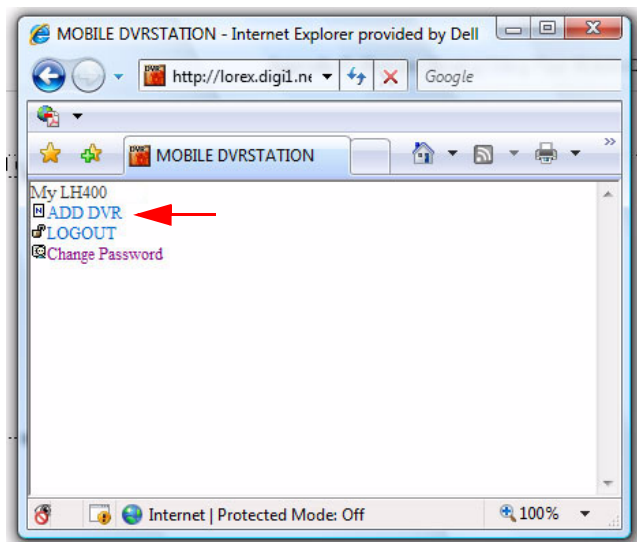 MOBILE DVRSTATION - Internet Explorer provided by Dell
http://lorex.digi1.ne
Google
MOBILE DVRSTATION
My LH400
ADD DVR
LOGOUT
Change Password
Internet | Protected Mode: Off
100%